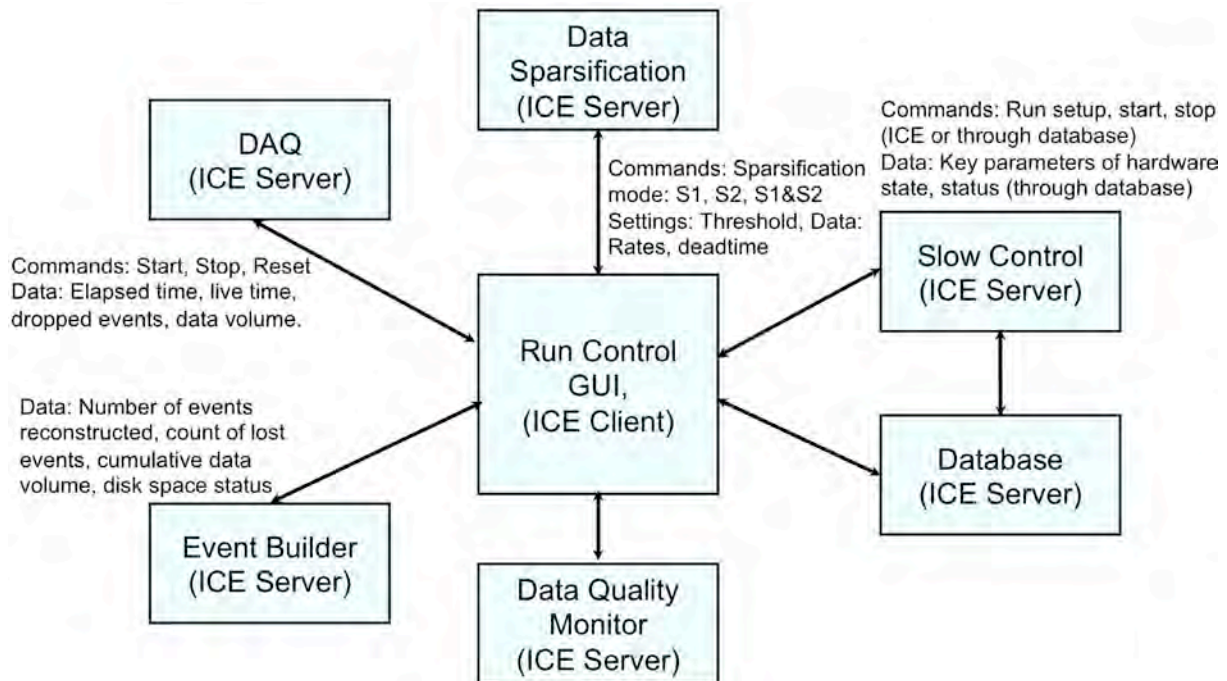 Data
Sparsification
(ICE Server)
DAQ
(ICE Server)
Commands: Run setup, start, stop
(ICE or through database)
Data: Key parameters of hardware
state, status (through database)
Commands: Sparsification
mode: S1, S2, S1&S2
Settings: Threshold, Data:
Rates, deadtime
Commands: Start, Stop, Reset
Data: Elapsed time, live time,
dropped events, data volume.
Slow Control
(ICE Server)
Run Control
GUI,
(ICE Client)
Data: Number of events
reconstructed, count of lost
events, cumulative data
volume, disk space status
Database
(ICE Server)
Event Builder
(ICE Server)
Data Quality
Monitor
(ICE Server)